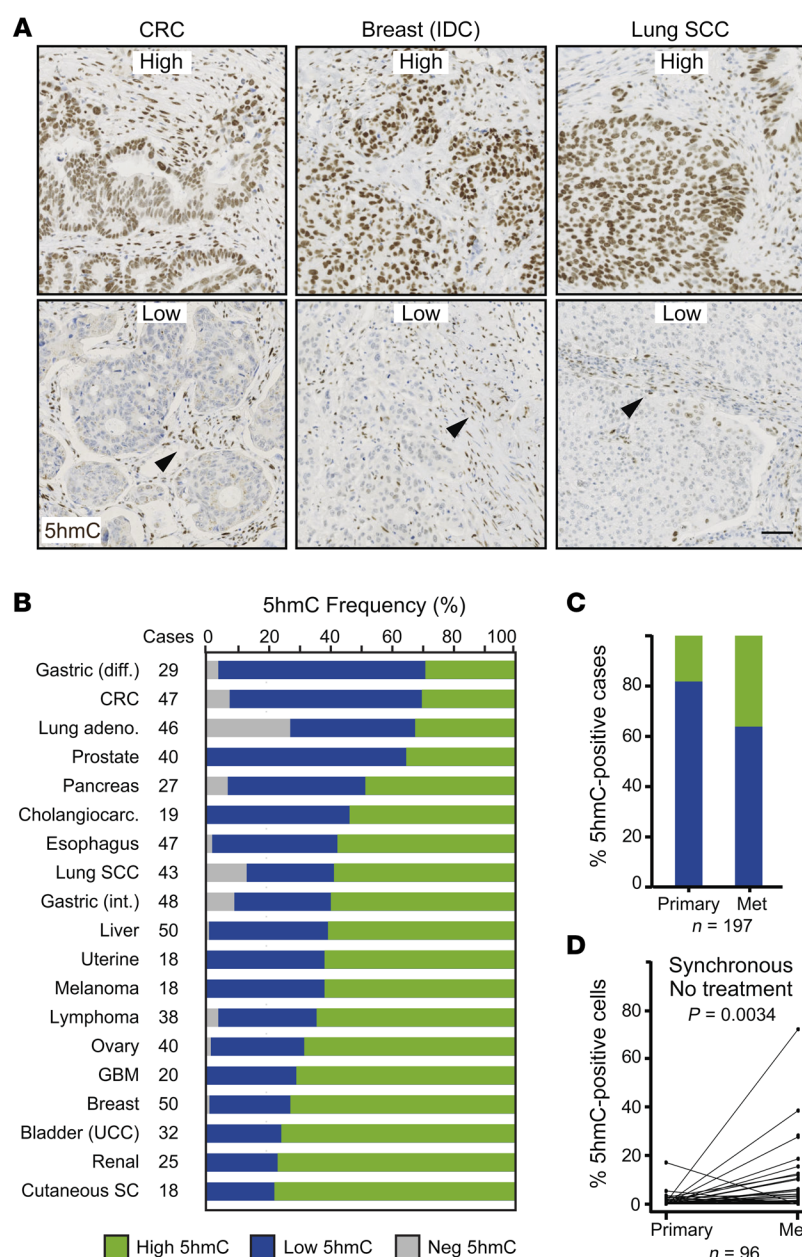 A
CRC
Breast (IDC)
Lung SCC
High
High
High
Low
Low
Low
5hmC
B
5hmC Frequency (%)
Cases
0 20 40 60 80 100
Gastric (diff.) 29
CRC 47
Lung adeno. 46
Prostate 40
Pancreas 27
Cholangiocarc. 19
Esophagus 47
Lung SCC 43
Gastric (int.) 48
Liver 50
Uterine 18
Melanoma 18
Lymphoma 38
Ovary 40
GBM 20
Breast 50
Bladder (UCC) 32
Renal 25
Cutaneous SC 18
High 5hmC Low 5hmC Neg 5hmC
C
% 5hmC-positive cases
80
60
40
20
0
Primary Met
n = 197
D
Synchronous
No treatment
P = 0.0034
% 5hmC-positive cells
80
60
40
20
0
Primary Me
n = 96